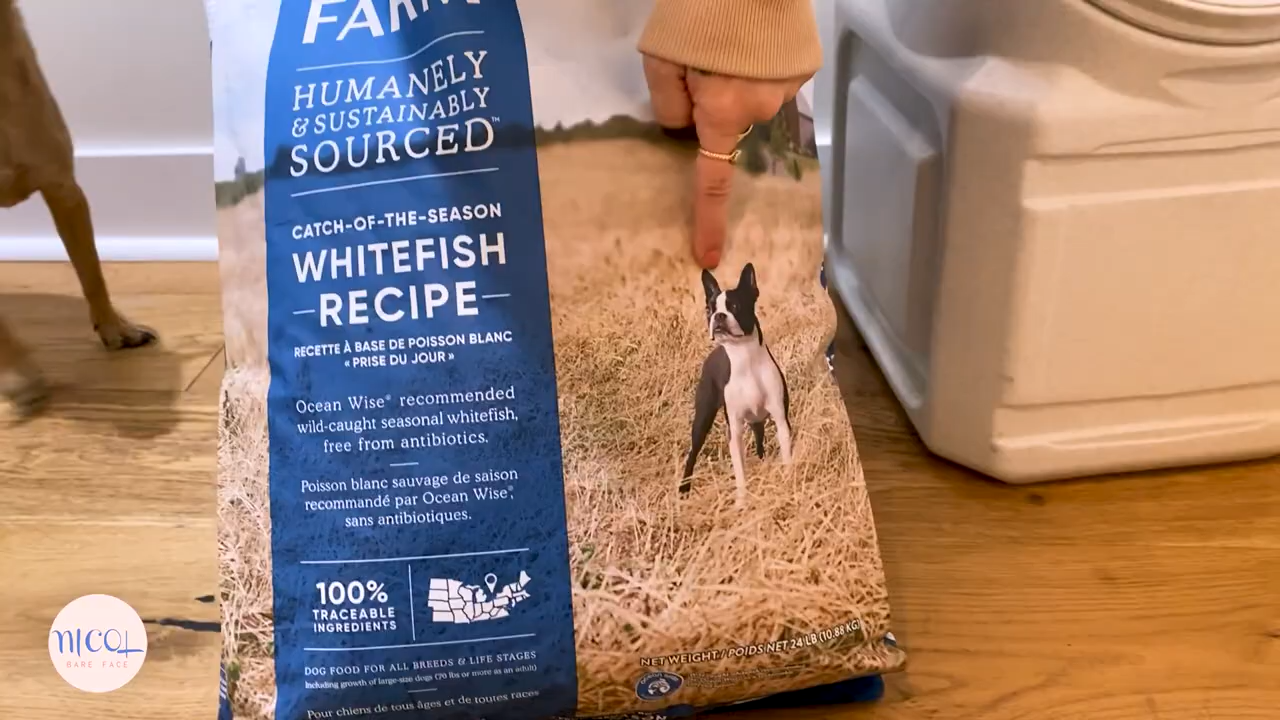 FARM
HUMANELY
& SUSTAINABLY
SOURCED™
CATCH-OF-THE-SEASON
WHITEFISH
RECIPE
RECETTE À BASE DE POISSON BLANC
« PRISE DU JOUR »
Ocean Wise® recommended
wild-caught seasonal whitefish,
free from antibiotics.
Poisson blanc sauvage de saison
recommandé par Ocean Wise®,
sans antibiotiques.
100%
TRACEABLE
INGREDIENTS
DOG FOOD FOR ALL BREEDS & LIFE STAGES
Including growth of large-size dogs (70 lbs or more as an adult)
Pour chiens de tous âges et de toutes races
NET WEIGHT / POIDS NET 24 LB (10.88 KG)
ocean wise
NICOL
BARE FACE